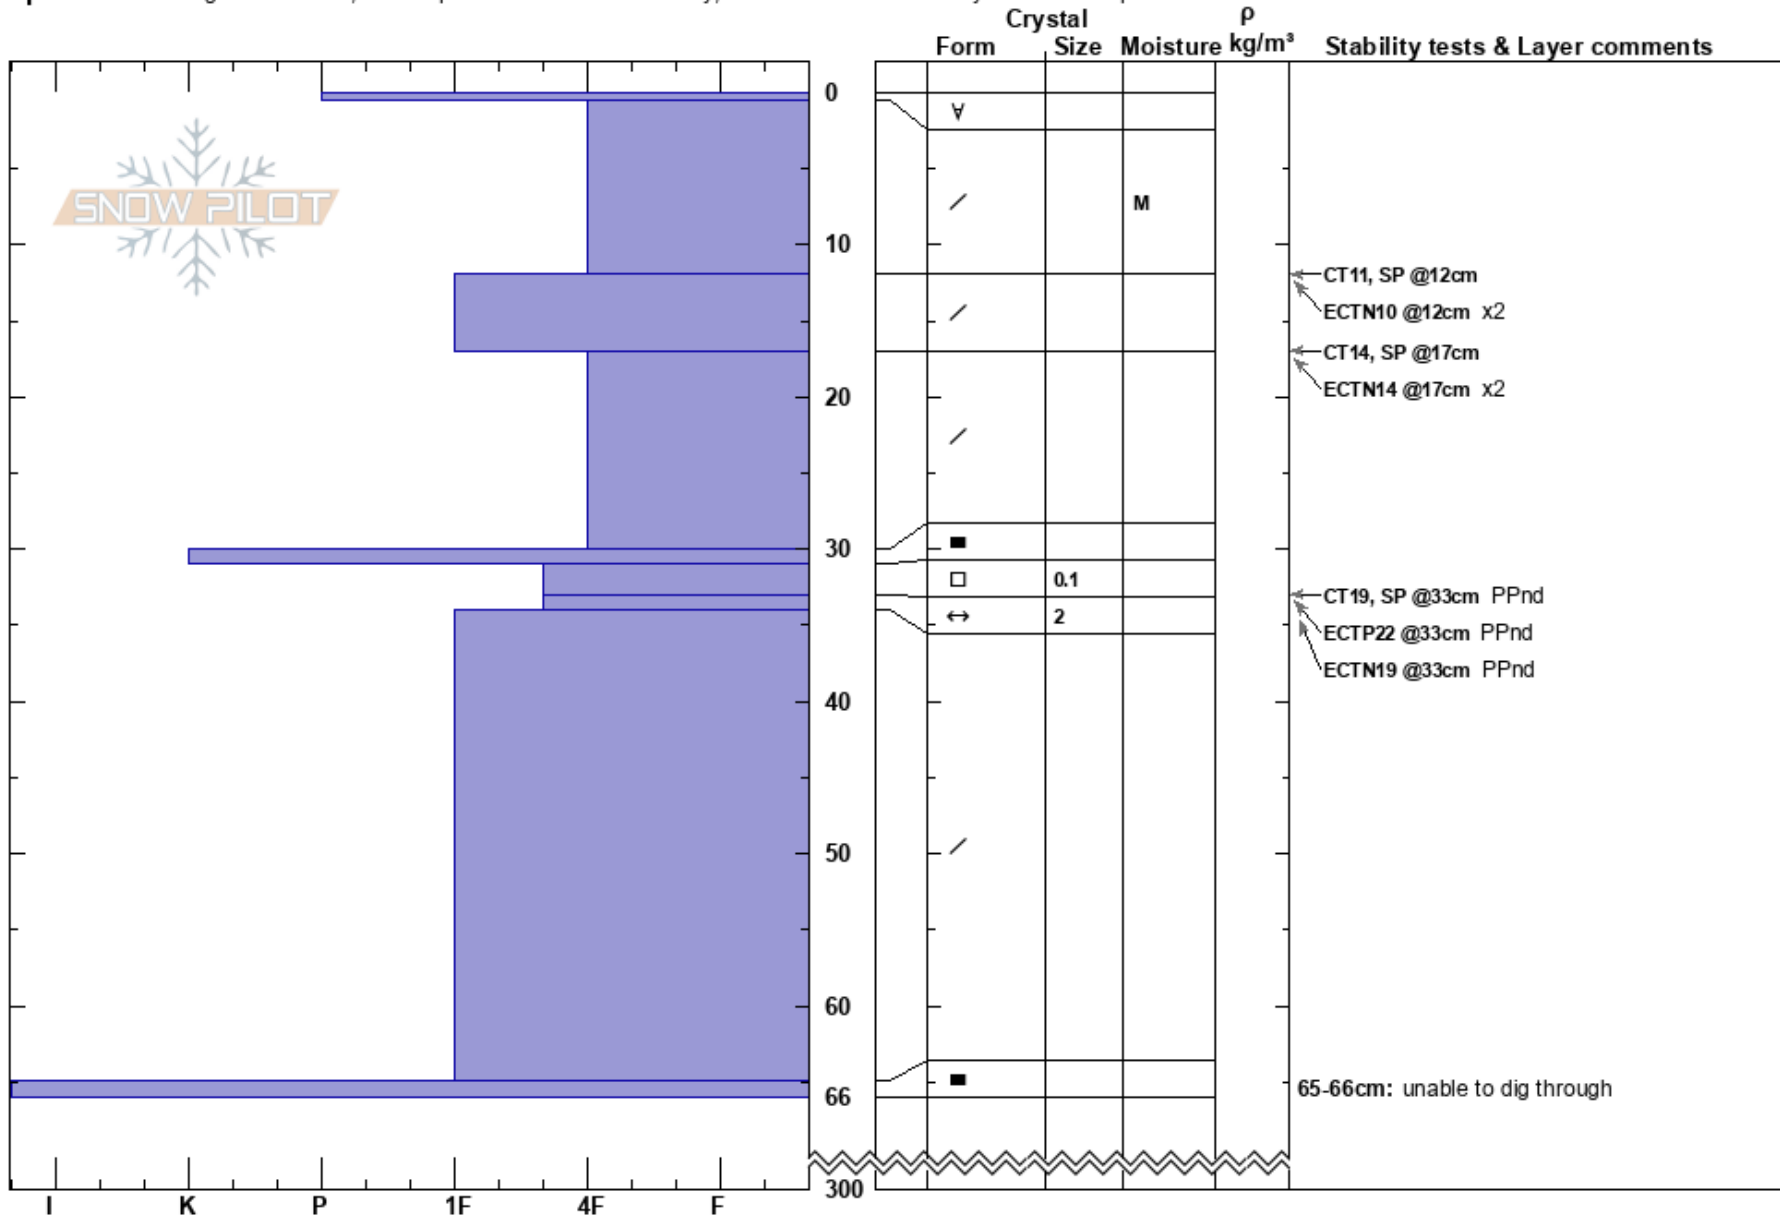 Crystal
ρ
Form Size Moisture kg/m³ Stability tests & Layer comments
0
SNOW PILOT
M
10
CT11, SP @12cm
ECTN10 @12cm x2
CT14, SP @17cm
ECTN14 @17cm x2
20
30
0.1
CT19, SP @33cm PPnd
2
ECTP22 @33cm PPnd
ECTN19 @33cm PPnd
40
50
60
66
65-66cm: unable to dig through
300
I K P 1F 4F F